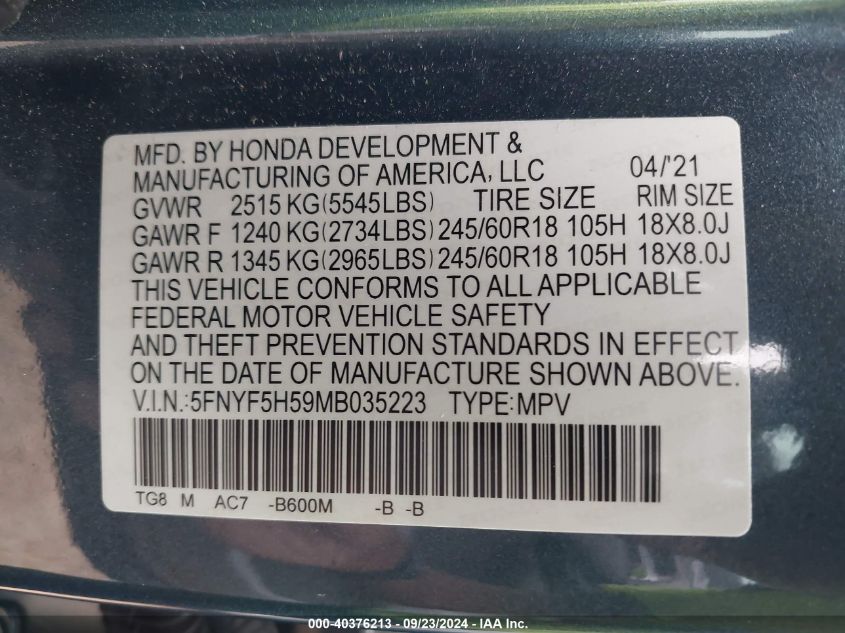 MFD. BY HONDA DEVELOPMENT &
MANUFACTURING OF AMERICA, LLC 04/'21
GVWR 2515 KG(5545LBS) TIRE SIZE RIM SIZE
GAWR F 1240 KG(2734LBS) 245/60R18 105H 18X8.0J
GAWR R 1345 KG(2965LBS) 245/60R18 105H 18X8.0J
THIS VEHICLE CONFORMS TO ALL APPLICABLE
FEDERAL MOTOR VEHICLE SAFETY
AND THEFT PREVENTION STANDARDS IN EFFECT
ON THE DATE OF MANUFACTURE SHOWN ABOVE.
V.I.N.:5FNYF5H59MB035223 TYPE:MPV
TG8 M AC7 -B600M -B -B
000-40376213 - 09/23/2024 - IAA Inc.